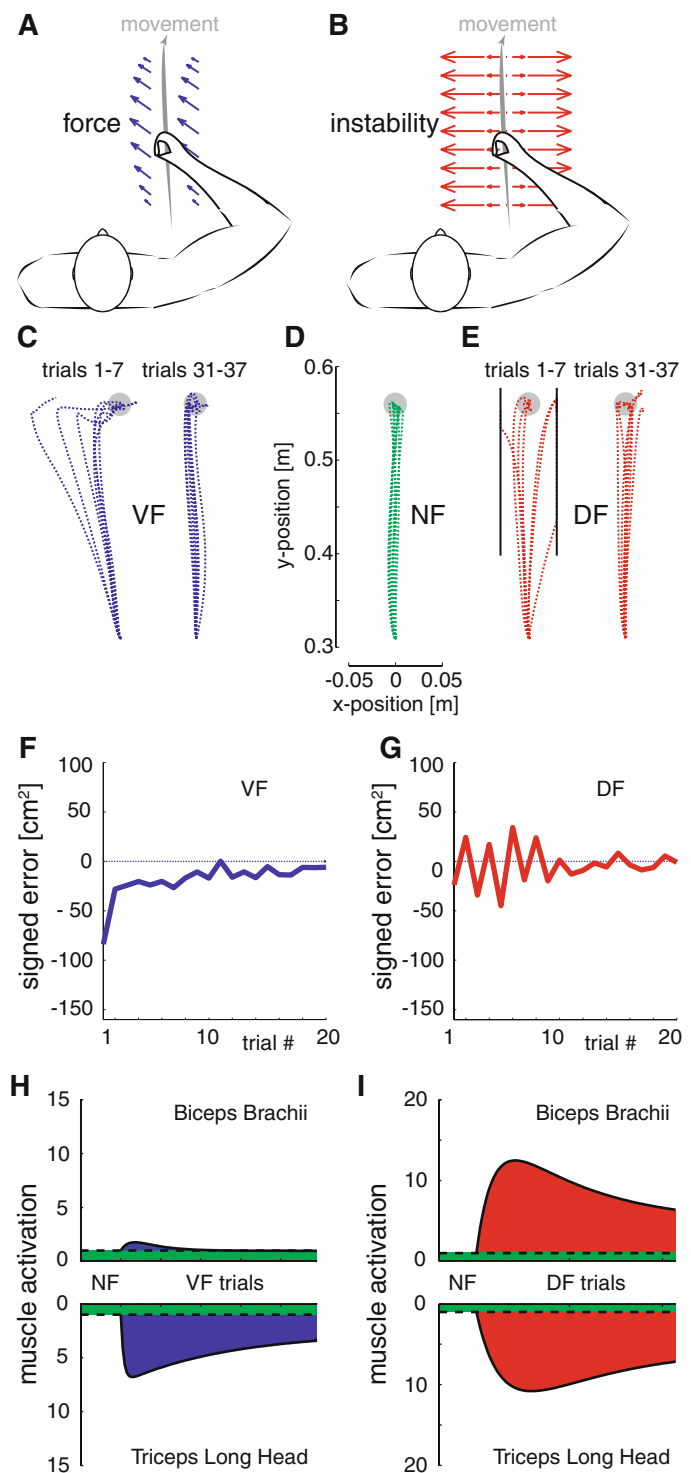 A
movement
force
B
movement
instability
C
trials 1-7
trials 31-37
VF
D
0.6
0.5
0.4
0.3
y-position [m]
NF
-0.05
0
0.05
x-position [m]
E
trials 1-7
trials 31-37
DF
F
VF
signed error [cm²]
100
50
0
- 50
-100
-150
1
10
20
trial #
G
DF
signed error [cm²]
100
50
0
- 50
-100
-150
1
10
20
trial #
H
muscle activation
15
10
5
0
Biceps Brachii
NF
VF trials
0
5
10
15
Triceps Long Head
I
muscle activation
20
10
0
Biceps Brachii
NF
DF trials
0
10
20
Triceps Long Head